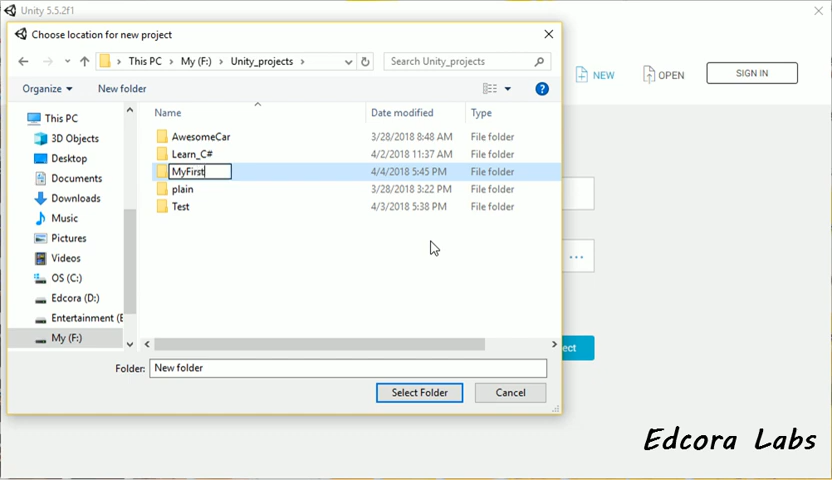 Unity 5.5.2f1
Choose location for new project
This PC > My (F:) > Unity_projects >
Search Unity_projects
NEW
OPEN
SIGN IN
Organize
New folder
Name
Date modified
Type
This PC
3D Objects
Desktop
Documents
Downloads
Music
Pictures
Videos
OS (C:)
Edcora (D:)
Entertainment (E
My (F:)
AwesomeCar 3/28/2018 8:48 AM File folder
Learn_C# 4/2/2018 11:37 AM File folder
MyFirst 4/4/2018 5:45 PM File folder
plain 3/28/2018 3:22 PM File folder
Test 4/3/2018 5:38 PM File folder
Folder: New folder
Select Folder
Cancel
Edcora Labs